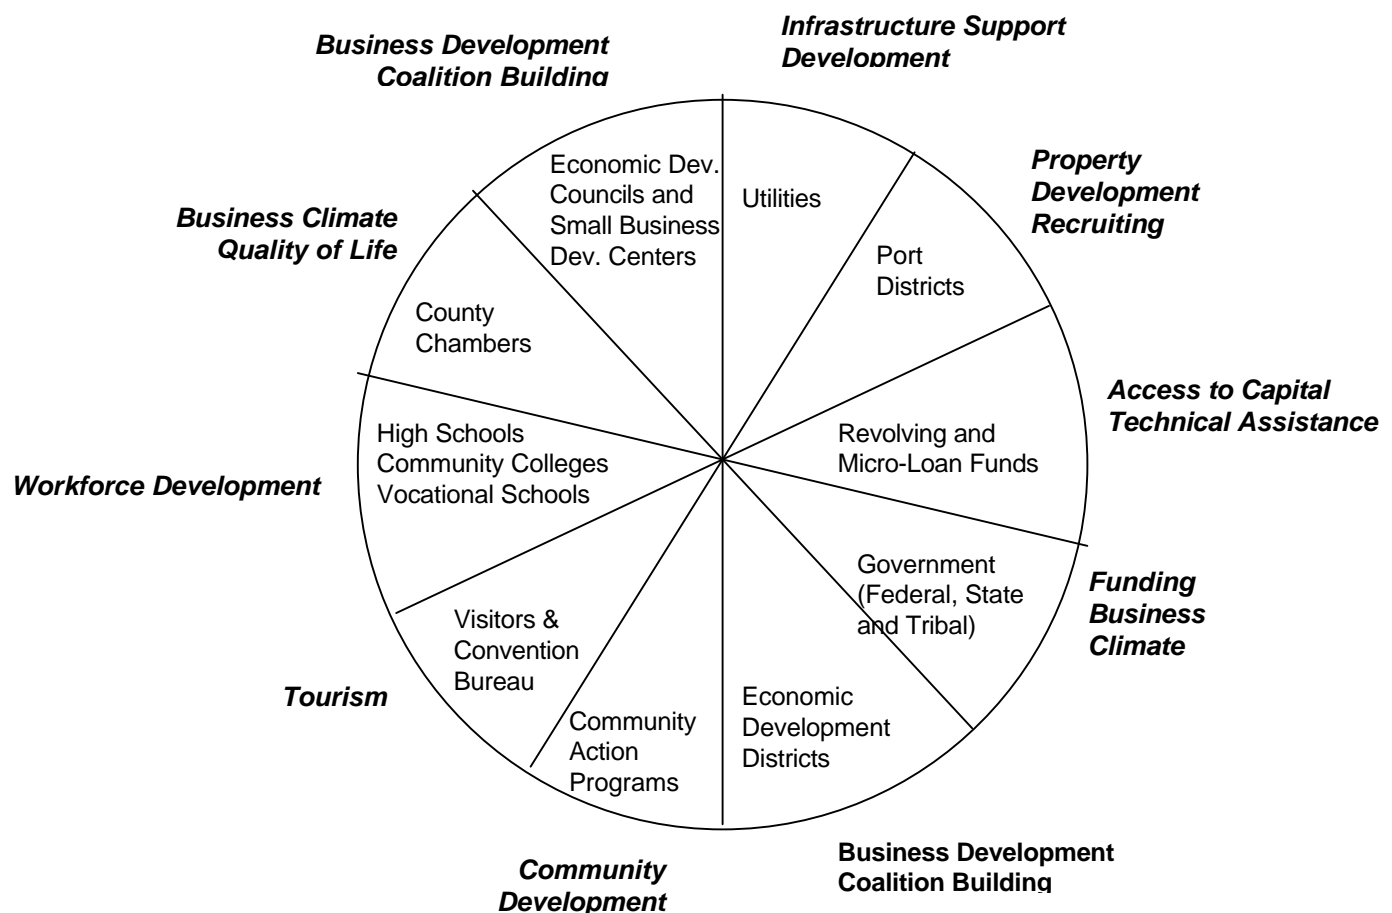 Infrastructure Support
Development
Business Development
Coalition Building
Economic Dev.
Councils and
Small Business
Dev. Centers
Utilities
Property
Development
Recruiting
Business Climate
Quality of Life
Port
Districts
County
Chambers
Access to Capital
Technical Assistance
High Schools
Community Colleges
Vocational Schools
Revolving and
Micro-Loan Funds
Workforce Development
Government
(Federal, State
and Tribal)
Funding
Business
Climate
Visitors &
Convention
Bureau
Tourism
Economic
Development
Districts
Community
Action
Programs
Business Development
Coalition Building
Community
Development